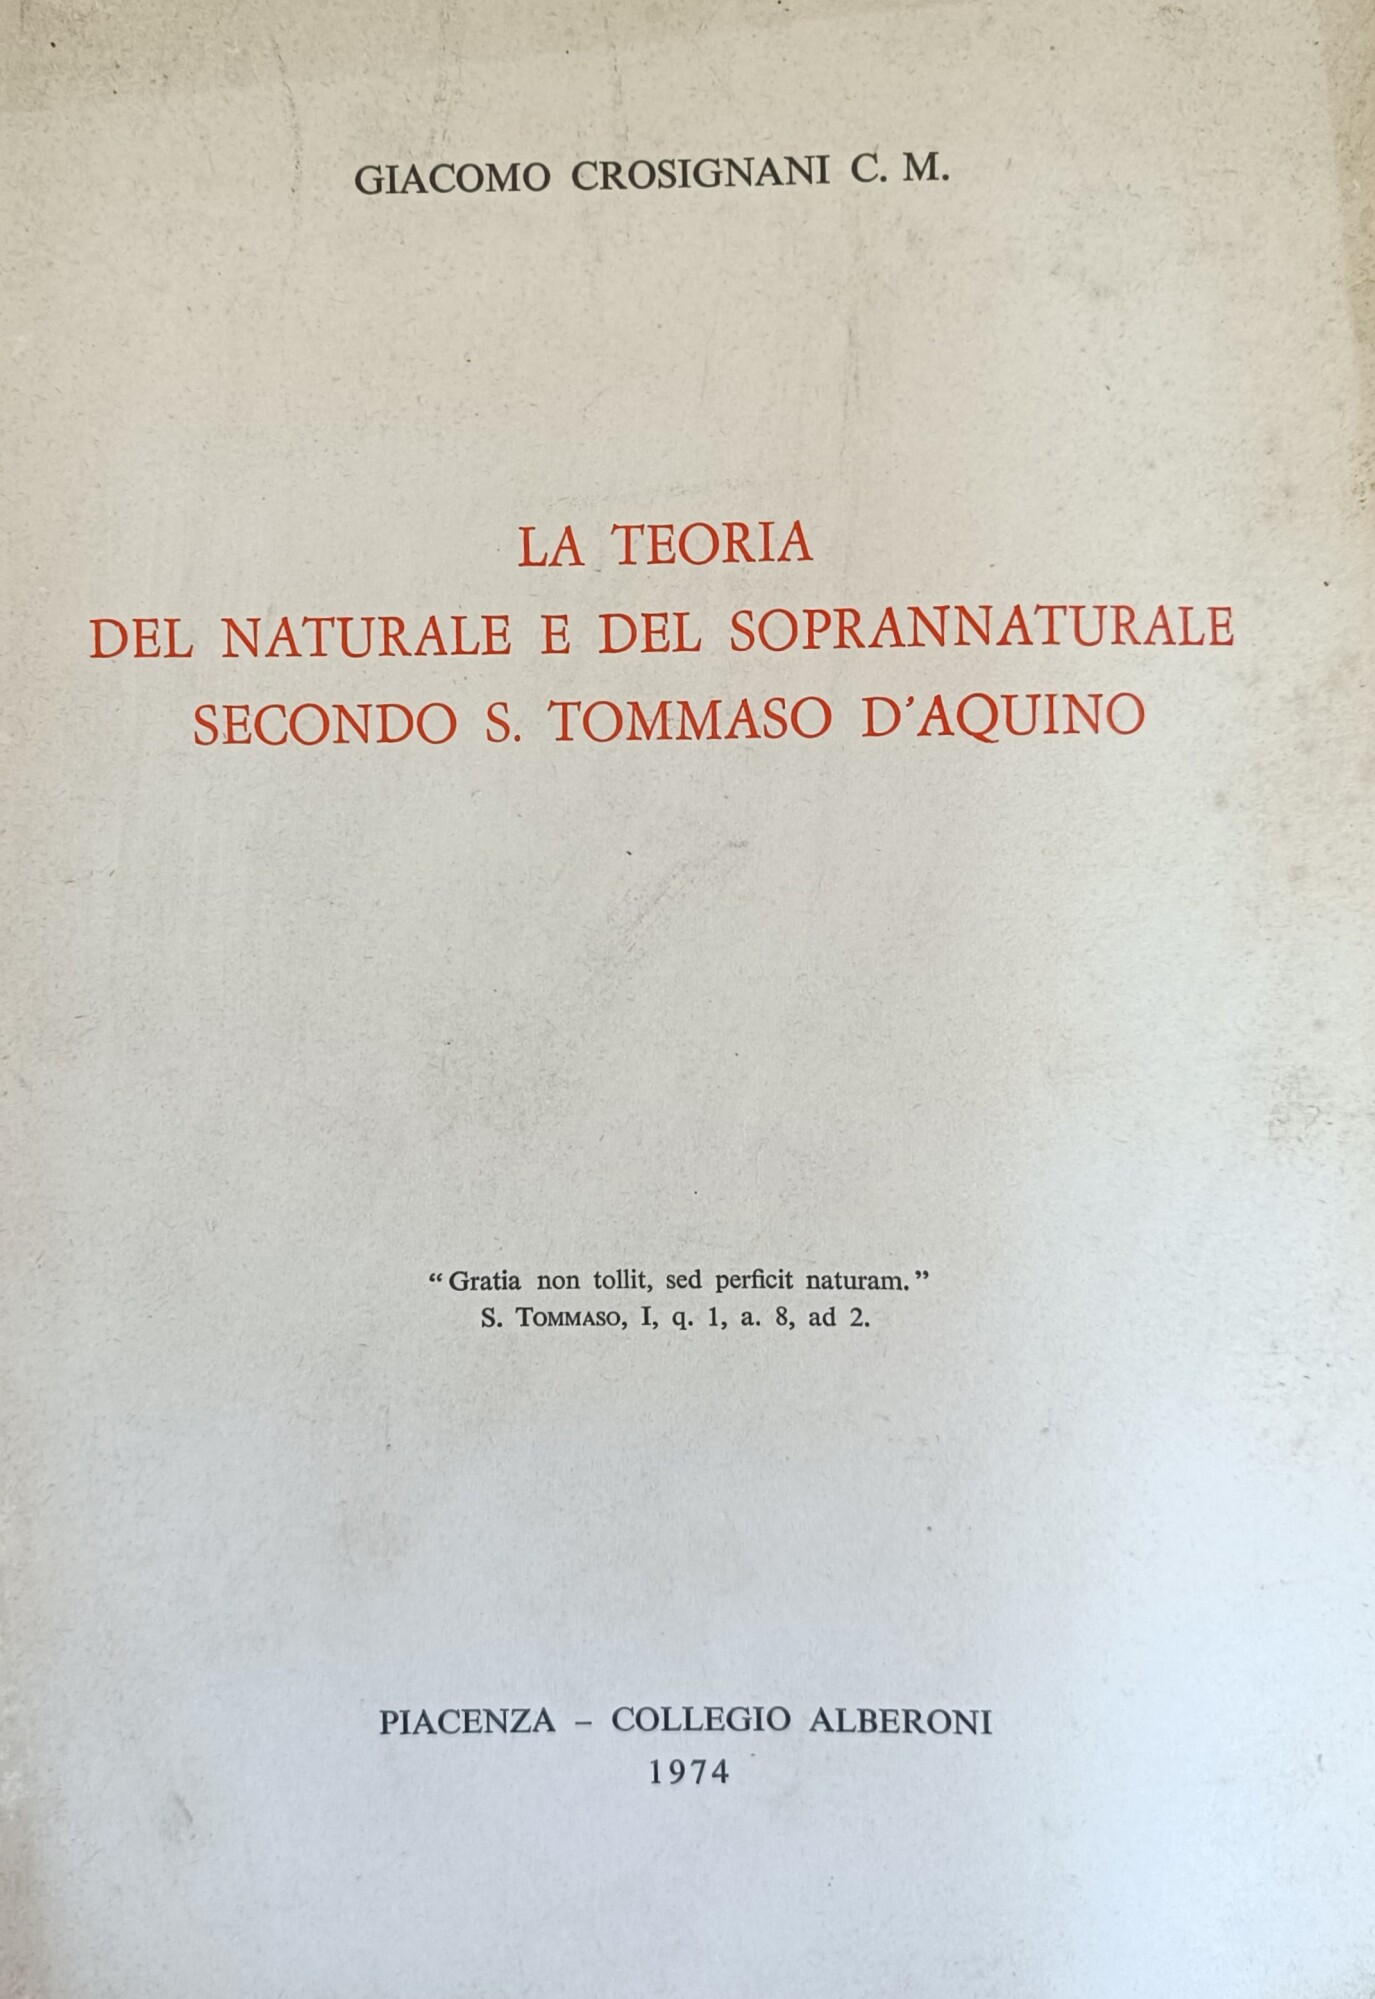 GIACOMO CROSIGNANI C. M.
LA TEORIA
DEL NATURALE E DEL SOPRANNATURALE
SECONDO S. TOMMASO D'AQUINO
“Gratia non tollit, sed perficit naturam.”
S. TOMMASO, I, q. 1, a. 8, ad 2.
PIACENZA – COLLEGIO ALBERONI
1974